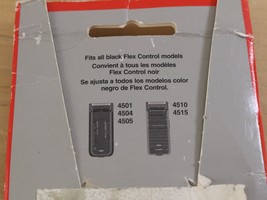 Fits all black Flex Control models
Convient à tous les modèles
Flex Control noir
Se ajusta a todos los modelos color
negro de Flex Control.
4501
4504
4505
4510
4515